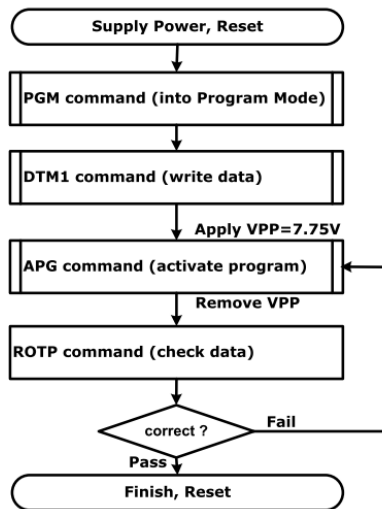 Supply Power, Reset
PGM command (into Program Mode)
DTM1 command (write data)
Apply VPP=7.75V
APG command (activate program)
Remove VPP
ROTP command (check data)
correct ?
Fail
Pass
Finish, Reset